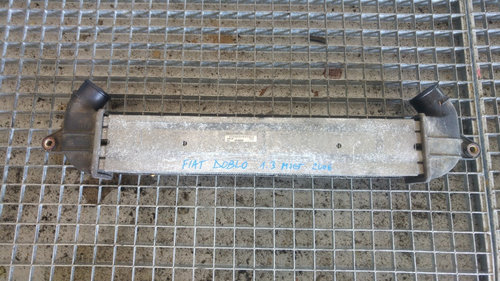 FIAT DOBLO 1.3 MJET 2006